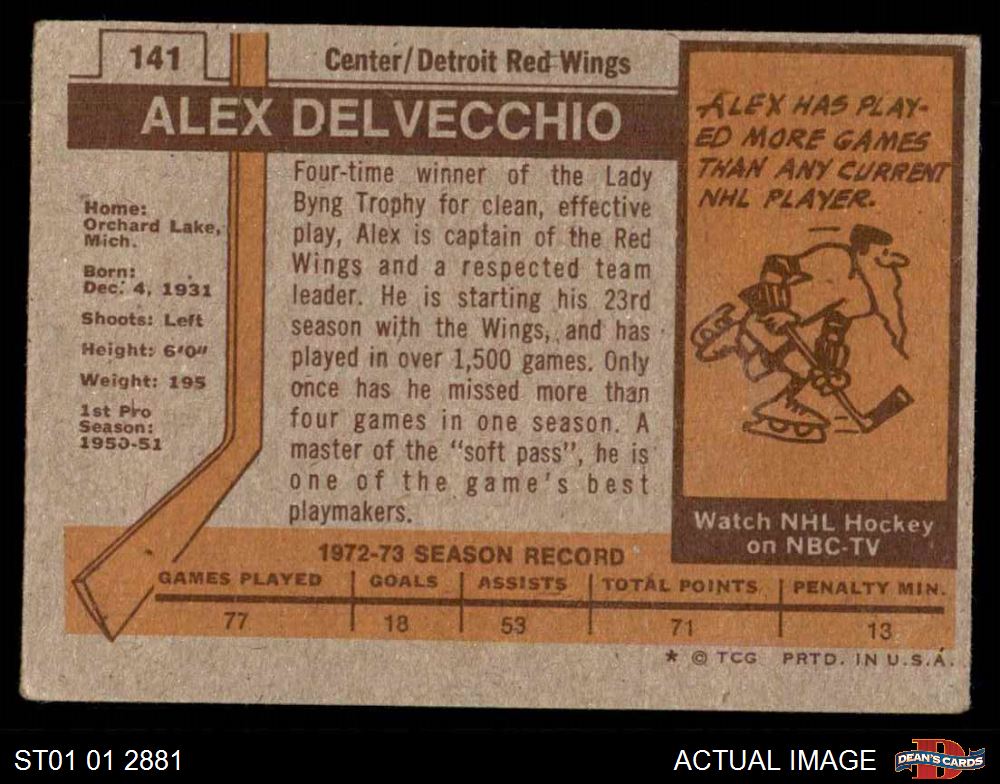 141
Center/Detroit Red Wings
ALEX DELVECCHIO
Home:
Orchard Lake,
Mich.
Born:
Dec. 4, 1931
Shoots: Left
Height: 6'0"
Weight: 195
1st Pro
Season:
1950-51
Four-time winner of the Lady
Byng Trophy for clean, effective
play, Alex is captain of the Red
Wings and a respected team
leader. He is starting his 23rd
season with the Wings, and has
played in over 1,500 games. Only
once has he missed more than
four games in one season. A
master of the "soft pass", he is
one of the game's best
playmakers.
ALEX HAS PLAY-
ED MORE GAMES
THAN ANY CURRENT
NHL PLAYER.
Watch NHL Hockey
on NBC-TV
1972-73 SEASON RECORD
GAMES PLAYED GOALS ASSISTS TOTAL POINTS PENALTY MIN.
77 18 53 71 13
* © TCG PRTD. IN U.S.A.
ST01 01 2881
ACTUAL IMAGE
D
DEAN'S CARDS